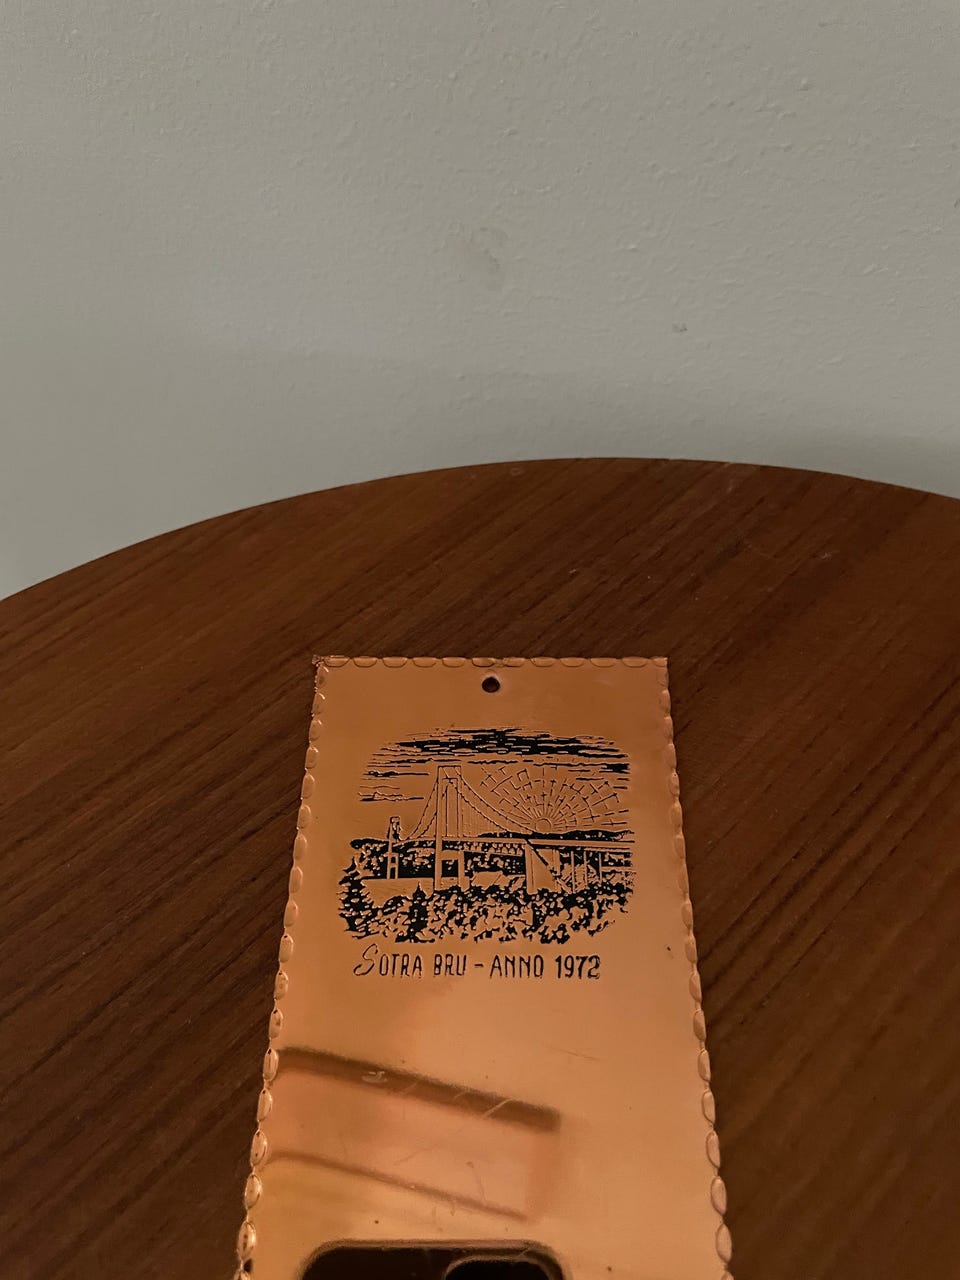 SOTRA BRU - ANNO 1972